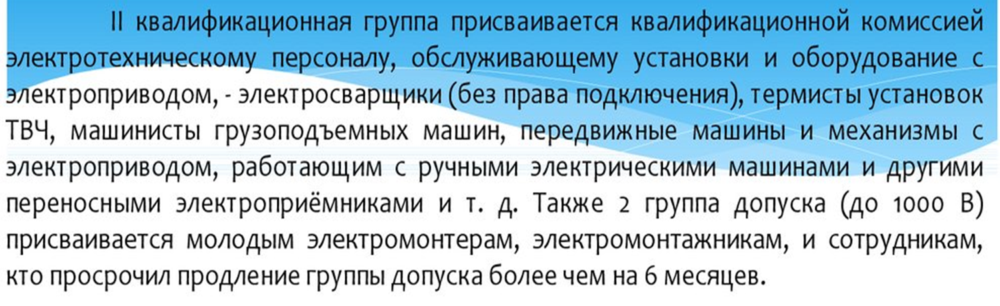 II квалификационная группа присваивается квалификационной комиссией
электротехническому персоналу, обслуживающему установки и оборудование с
электроприводом, - электросварщики (без права подключения), термисты установок
ТВЧ, машинисты грузоподъемных машин, передвижные машины и механизмы с
электроприводом, работающим с ручными электрическими машинами и другими
переносными электроприёмниками и т. д. Также 2 группа допуска (до 1000 В)
присваивается молодым электромонтерам, электромонтажникам, и сотрудникам,
кто просрочил продление группы допуска более чем на 6 месяцев.